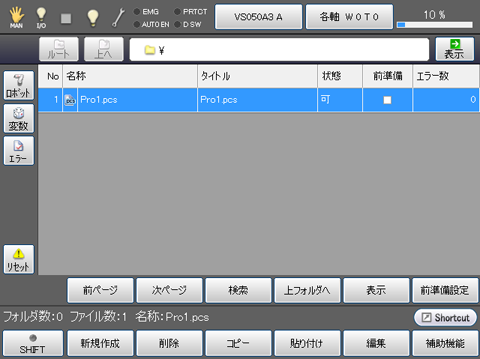 MAN I/O EMG PRTCT AUTO EN D SW VS050A3 A 各軸 W0T0 10 %
ルート 上へ \ 表示
No 名称 タイトル 状態 前準備 エラー数
1 Pro1.pcs Pro1.pcs 可 0
ロボット
変数
エラー
リセット
前ページ 次ページ 検索 上フォルダへ 表示 前準備設定
フォルダ数:0 ファイル数:1 名称:Pro1.pcs Shortcut
SHIFT 新規作成 削除 コピー 貼り付け 編集 補助機能